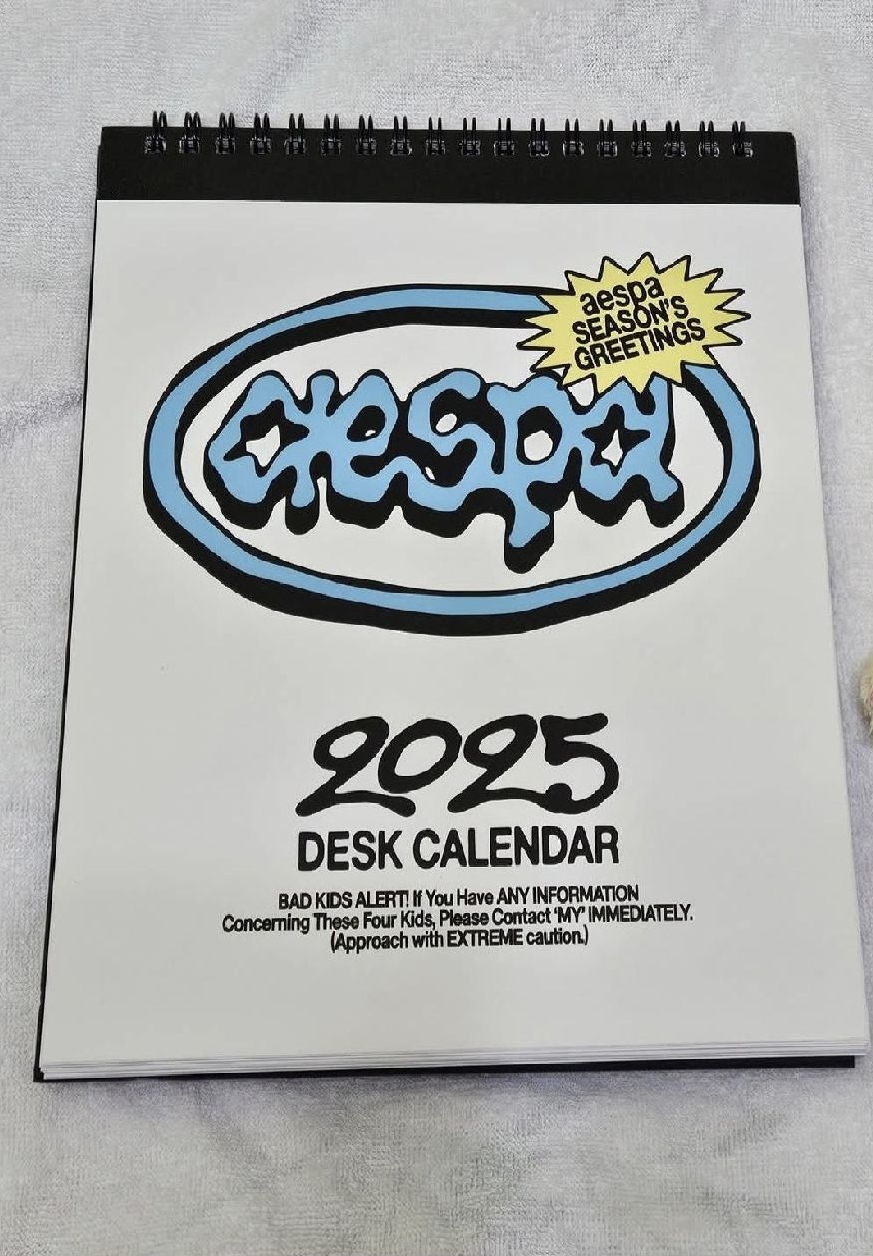 aespa
SEASON'S
GREETINGS
aespa
2025
DESK CALENDAR
BAD KIDS ALERT! If You Have ANY INFORMATION
Concerning These Four Kids, Please Contact 'MY' IMMEDIATELY.
(Approach with EXTREME caution.)